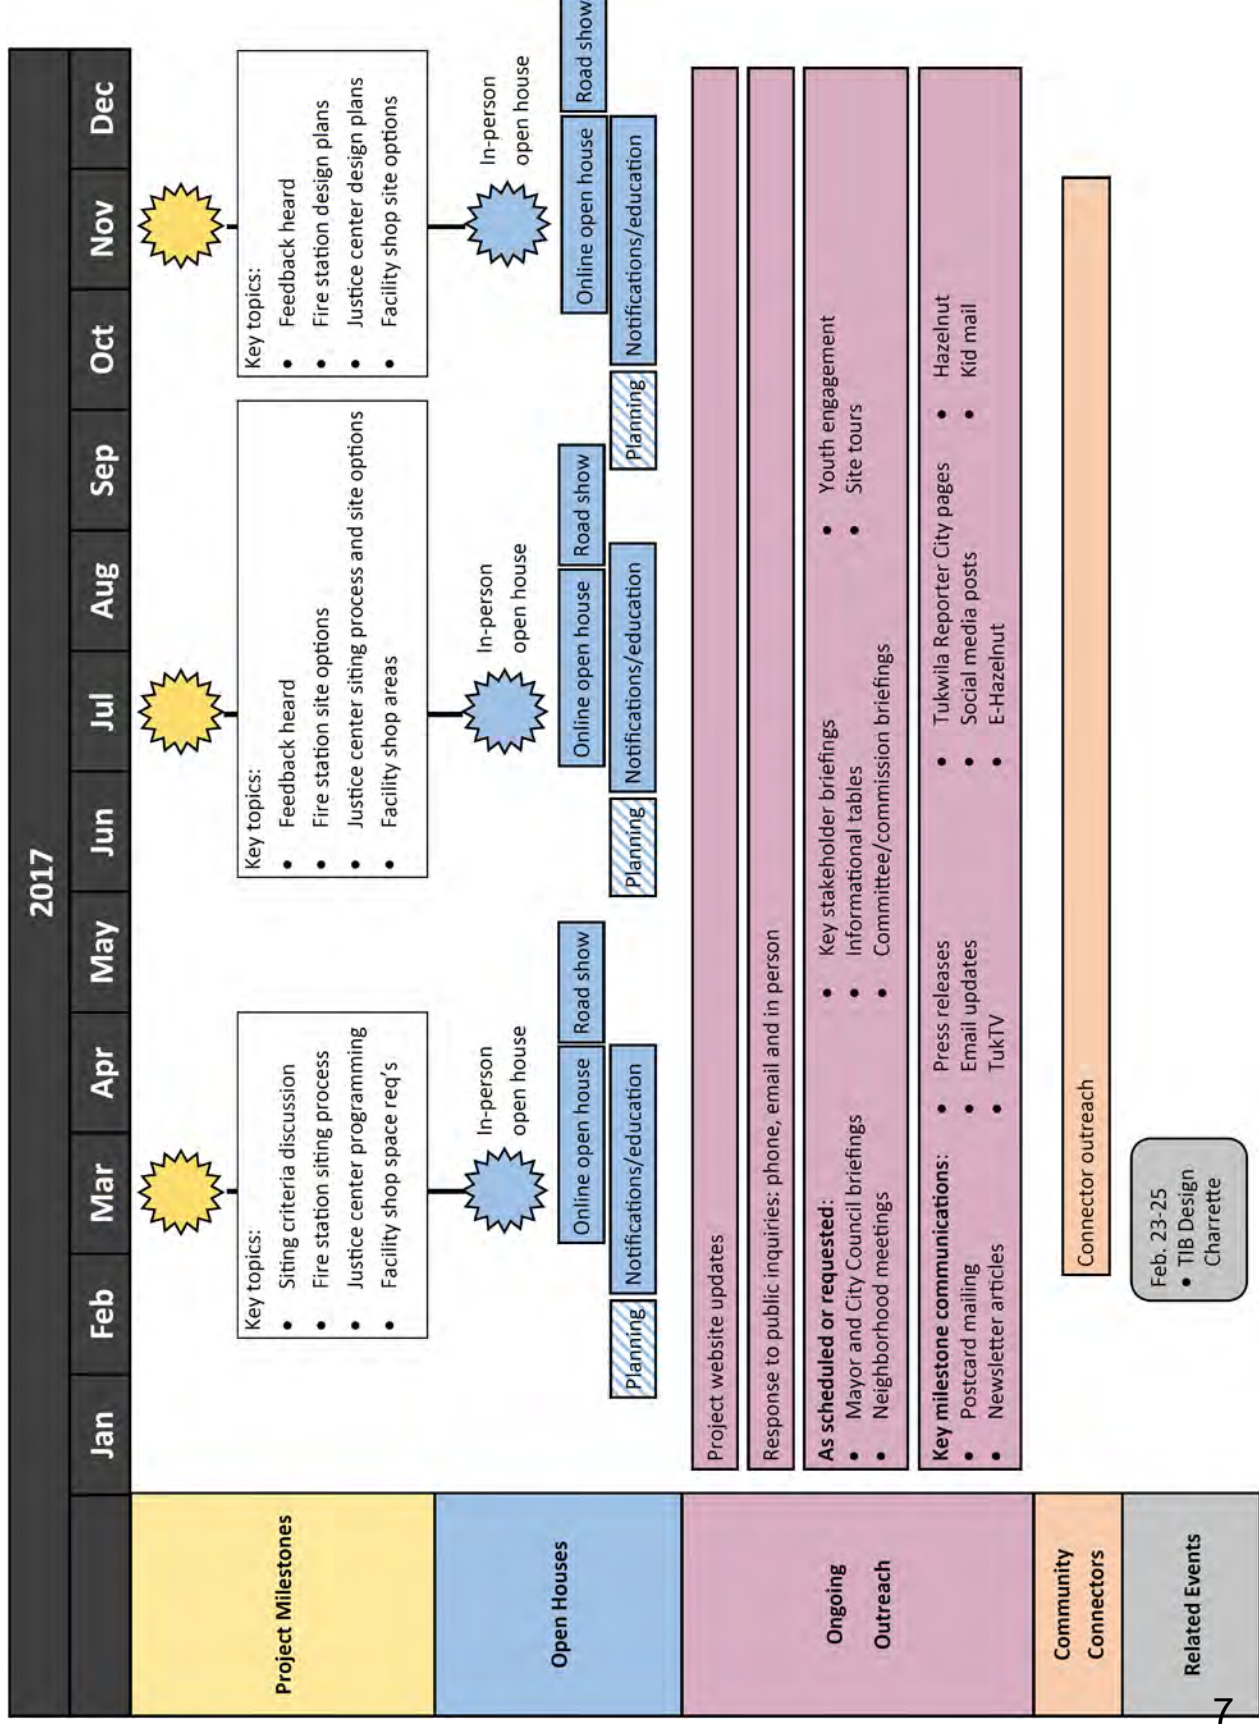 2017
Jan
Feb
Mar
Apr
May
Jun
Jul
Aug
Sep
Oct
Nov
Dec
Project Milestones
Key topics:
• Siting criteria discussion
• Fire station siting process
• Justice center programming
• Facility shop space req's
Key topics:
• Feedback heard
• Fire station site options
• Justice center siting process and site options
• Facility shop areas
Key topics:
• Feedback heard
• Fire station design plans
• Justice center design plans
• Facility shop site options
Open Houses
In-person
open house
Online open house
Road show
Planning
Notifications/education
In-person
open house
Online open house
Road show
Planning
Notifications/education
In-person
open house
Online open house
Road show
Planning
Notifications/education
Ongoing
Outreach
Project website updates
Response to public inquiries: phone, email and in person
As scheduled or requested:
• Mayor and City Council briefings
• Neighborhood meetings
• Key stakeholder briefings
• Informational tables
• Committee/commission briefings
• Youth engagement
• Site tours
Key milestone communications:
• Postcard mailing
• Newsletter articles
• Press releases
• Email updates
• TukTV
• Tukwila Reporter City pages
• Social media posts
• E-Hazelnut
• Hazelnut
• Kid mail
Community
Connectors
Connector outreach
Related Events
Feb. 23-25
• TIB Design
Charrette
7